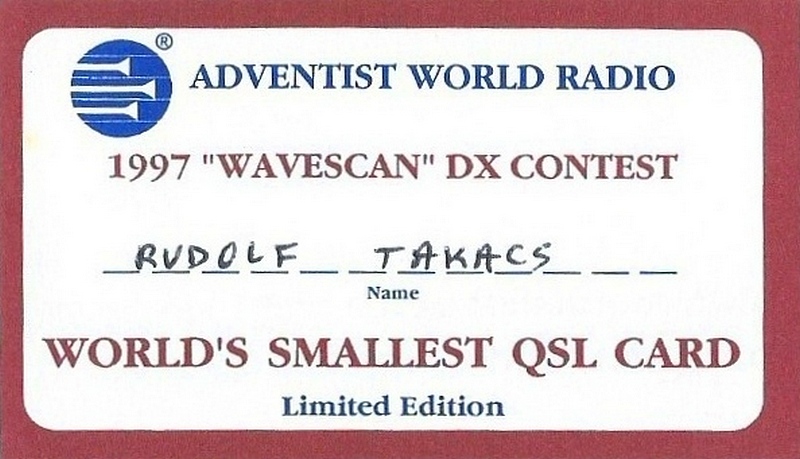 ®
ADVENTIST WORLD RADIO
1997 "WAVESCAN" DX CONTEST
RUDOLF TAKACS
Name
WORLD'S SMALLEST QSL CARD
Limited Edition